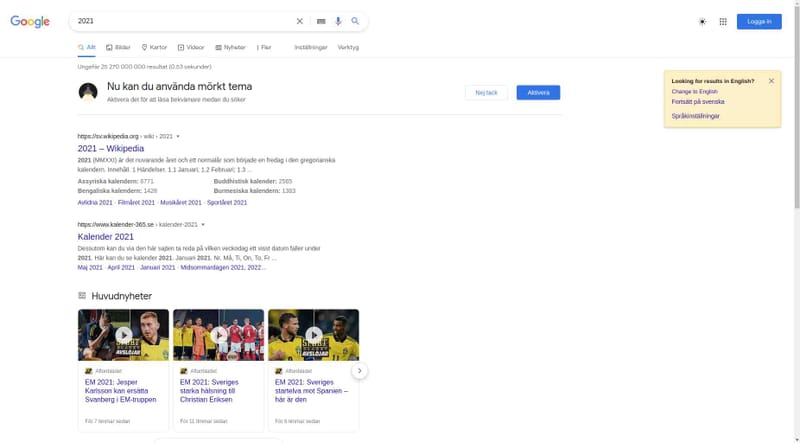 Google
2021
Logga in
Allt
Bilder
Kartor
Videor
Nyheter
Fler
Inställningar
Verktyg
Ungefär 25 270 000 000 resultat (0,63 sekunder)
Nu kan du använda mörkt tema
Aktivera det för att läsa bekvämare medan du söker
Nej tack
Aktivera
Looking for results in English?
Change to English
Fortsätt på svenska
Språkinställningar
https://sv.wikipedia.org › wiki › 2021
2021 – Wikipedia
2021 (MMXXI) är det nuvarande året och ett normalår som började en fredag i den gregorianska
kalendern. Innehåll. 1 Händelser. 1.1 Januari; 1.2 Februari; 1.3 ...
Assyriska kalendern: 6771
Buddhistisk kalender: 2565
Bengaliska kalendern: 1428
Burmesiska kalendern: 1383
Avlidna 2021 · Filmåret 2021 · Musikåret 2021 · Sportåret 2021
https://www.kalender-365.se › kalender-2021
Kalender 2021
Dessutom kan du via den här sajten ta reda på vilken veckodag ett visst datum faller under
2021. Här kan du se kalender 2021. Januari 2021. Nr, Må, Ti, On, To, Fr ...
Maj 2021 · April 2021 · Januari 2021 · Midsommardagen 2021, 2022...
Huvudnyheter
SPORT
AVSLÖJAR
SPORT
AVSLÖJAR
Aftonbladet
EM 2021: Jesper
Karlsson kan ersätta
Svanberg i EM-truppen
För 7 timmar sedan
Aftonbladet
EM 2021: Sveriges
starka hälsning till
Christian Eriksen
För 11 timmar sedan
Aftonbladet
EM 2021: Sveriges
startelva mot Spanien –
här är den
För 6 timmar sedan